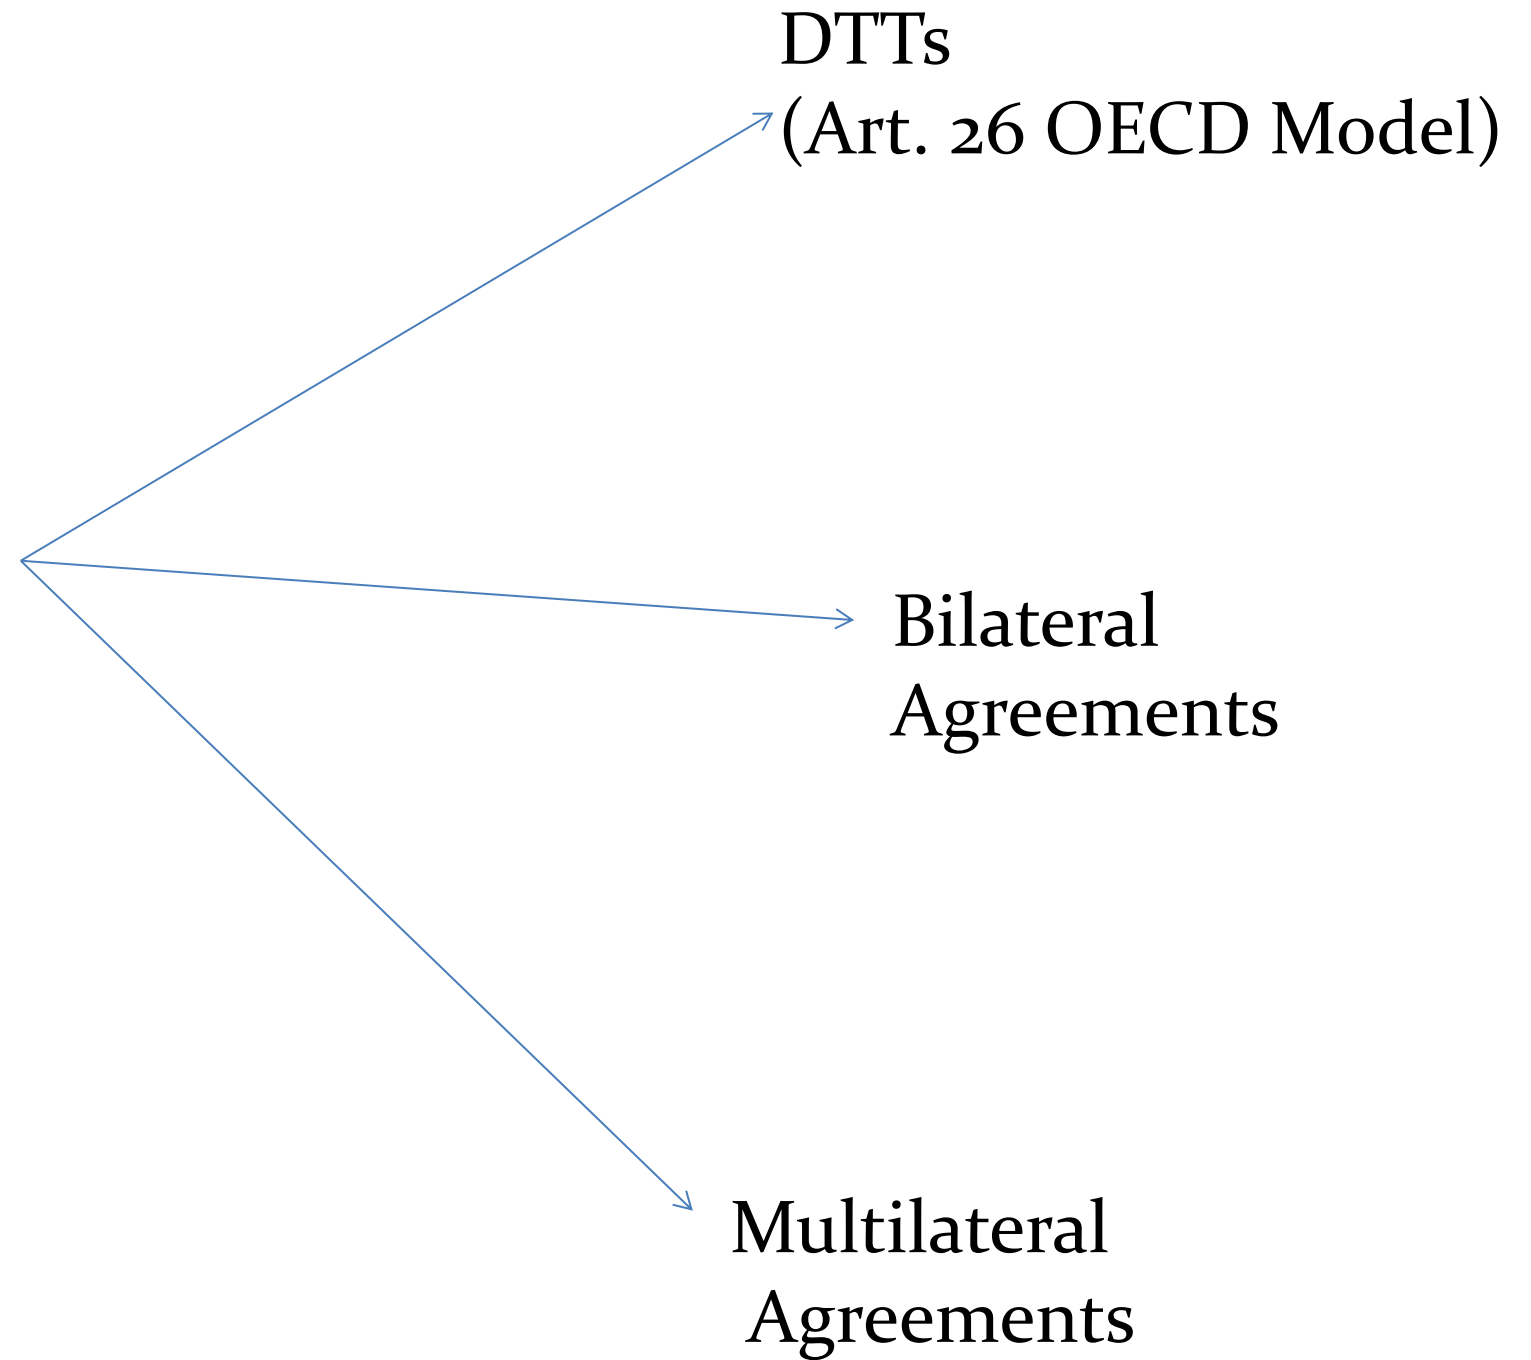 DTTs
(Art. 26 OECD Model)
Bilateral
Agreements
Multilateral
Agreements